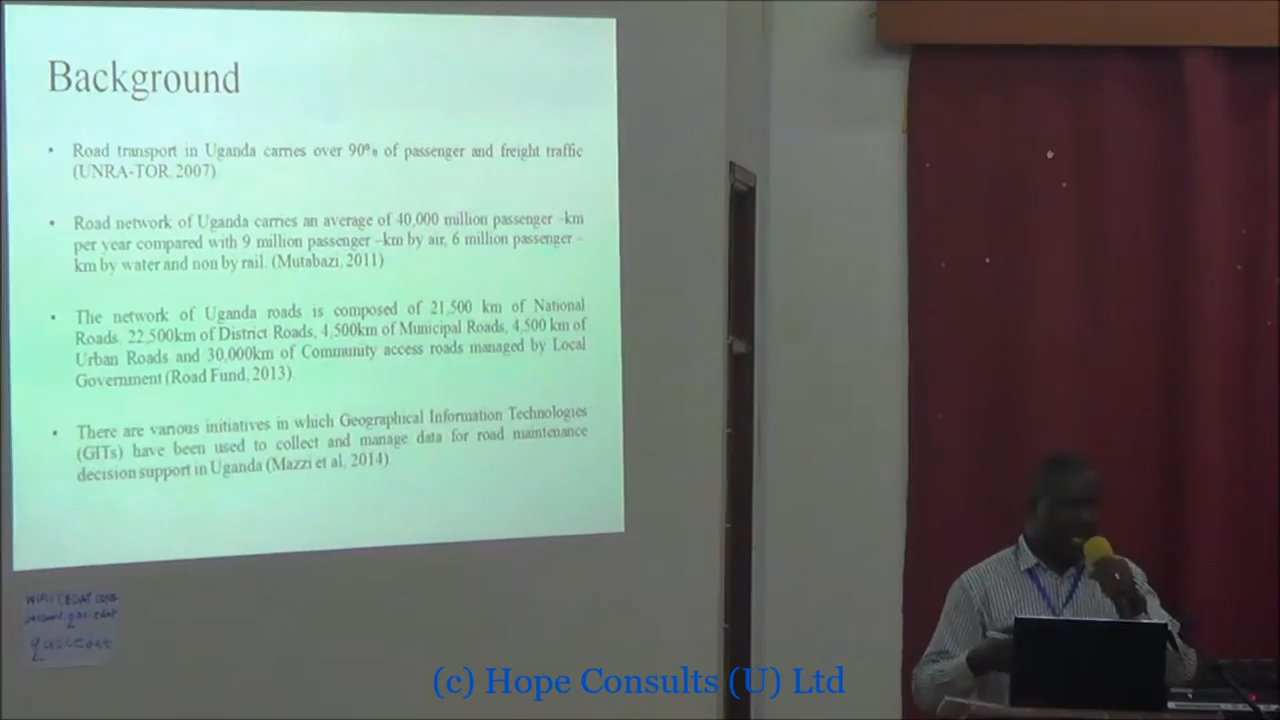 Background
• Road transport in Uganda carries over 90% of passenger and freight traffic
(UNRA-TOR, 2007)
• Road network of Uganda carries an average of 40,000 million passenger –km
per year compared with 9 million passenger –km by air, 6 million passenger -
km by water and non by rail. (Mutabazi, 2011)
• The network of Uganda roads is composed of 21,500 km of National
Roads, 22,500km of District Roads, 4,500km of Municipal Roads, 4,500 km of
Urban Roads and 30,000km of Community access roads managed by Local
Government (Road Fund, 2013).
• There are various initiatives in which Geographical Information Technologies
(GITs) have been used to collect and manage data for road maintenance
decision support in Uganda (Mazzi et al, 2014)
WIFI: CEDAT CONF
(c) Hope Consults (U) Ltd